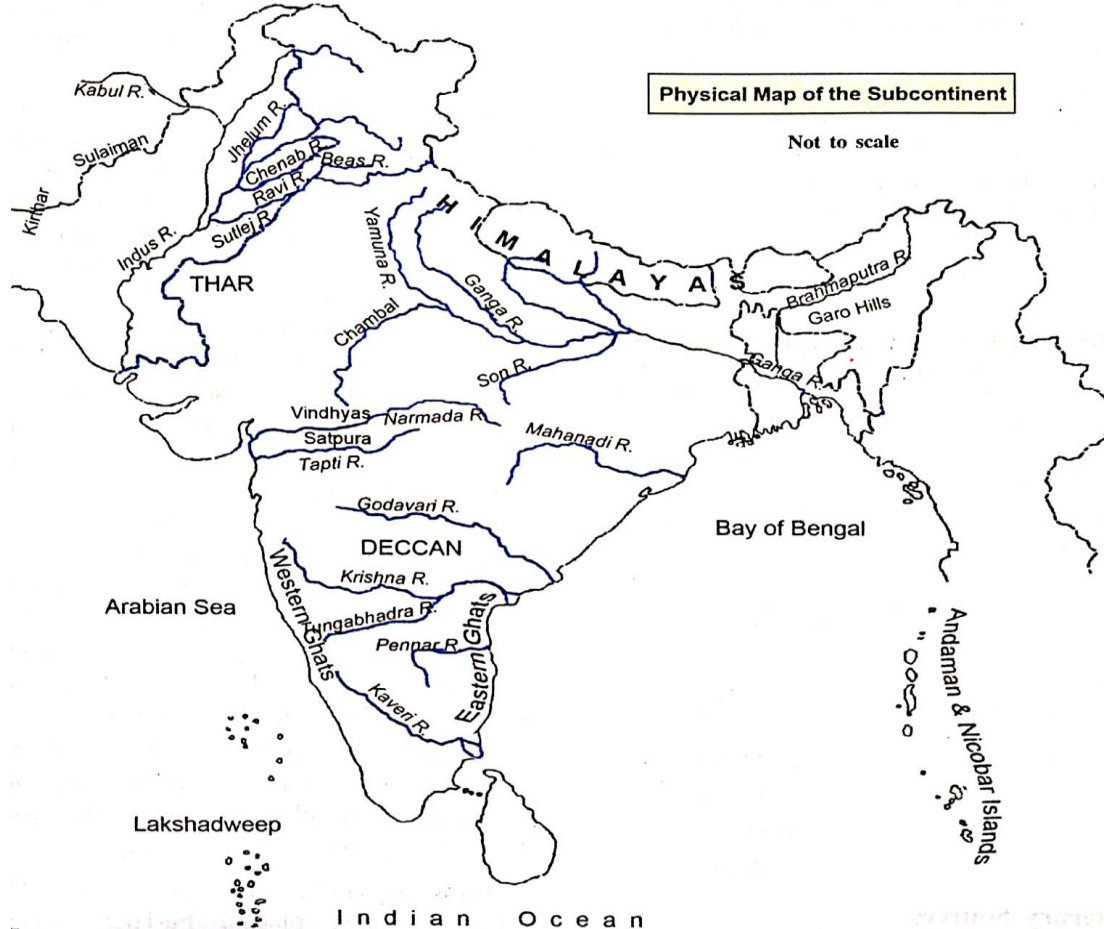 Physical Map of the Subcontinent
Not to scale
Kabul R.
Sulaiman
Kirthar
Jhelum R.
Chenab R.
Beas R.
Ravi R.
Sutlej R.
Indus R.
THAR
HIMALAYAS
Yamuna R.
Ganga R.
Chambal
Son R.
Brahmaputra R.
Garo Hills
Ganga R.
Vindhyas
Narmada R.
Satpura
Tapti R.
Mahanadi R.
Godavari R.
DECCAN
Bay of Bengal
Krishna R.
Western Ghats
Arabian Sea
ungabhadra R.
Pennar R.
Eastern Ghats
Kaveri R.
Andaman & Nicobar Islands
Lakshadweep
Indian Ocean